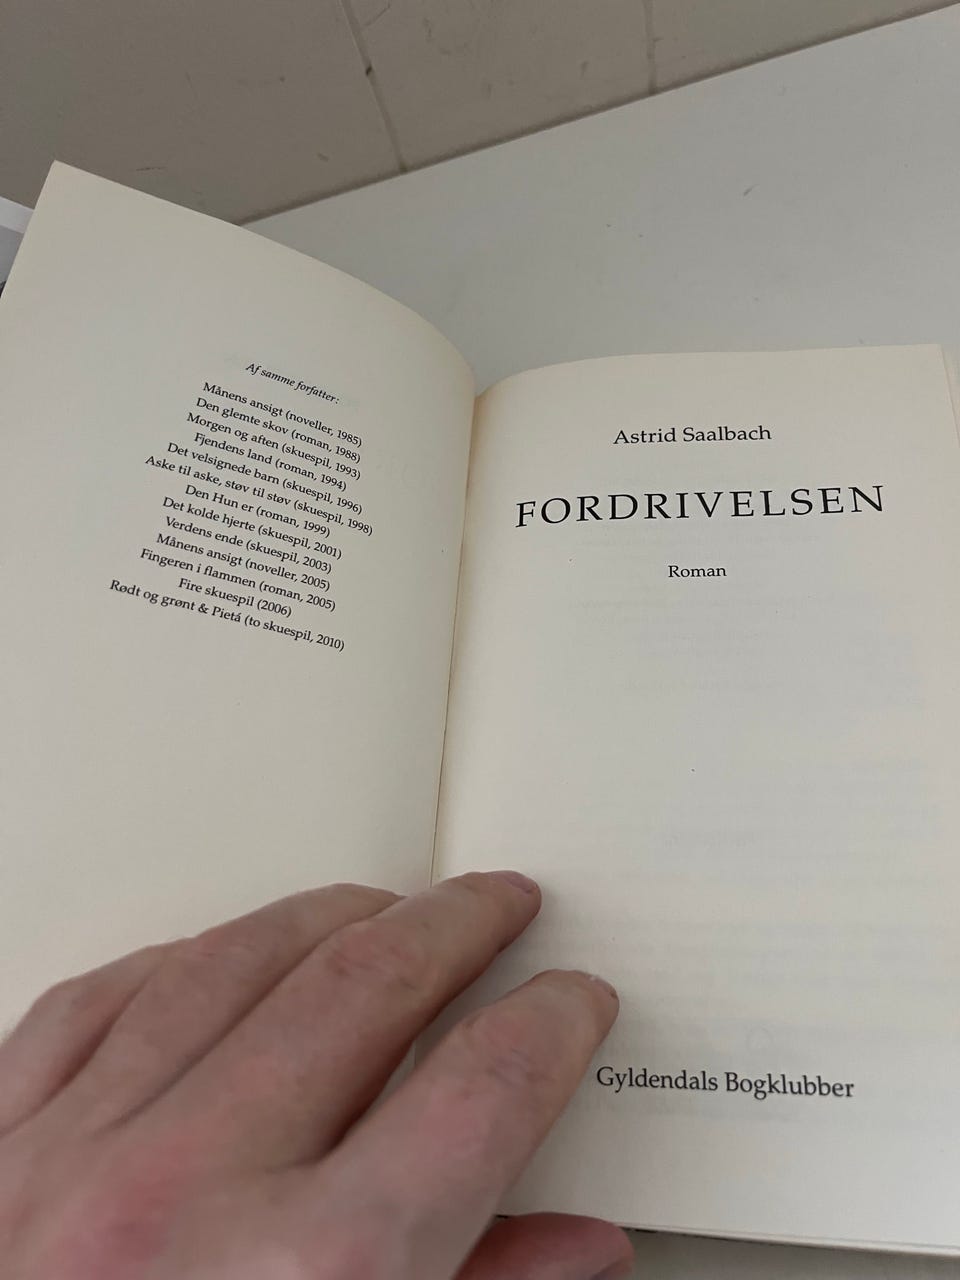 Af samme forfatter:
Månens ansigt (noveller, 1985)
Den glemte skov (roman, 1988)
Morgen og aften (skuespil, 1993)
Fjendens land (roman, 1994)
Det velsignede barn (skuespil, 1996)
Aske til aske, støv til støv (skuespil, 1998)
Den Hun er (roman, 1999)
Det kolde hjerte (skuespil, 2001)
Verdens ende (skuespil, 2003)
Månens ansigt (noveller, 2005)
Fingeren i flammen (roman, 2005)
Fire skuespil (2006)
Rødt og grønt & Pietá (to skuespil, 2010)
Astrid Saalbach
FORDRIVELSEN
Roman
Gyldendals Bogklubber